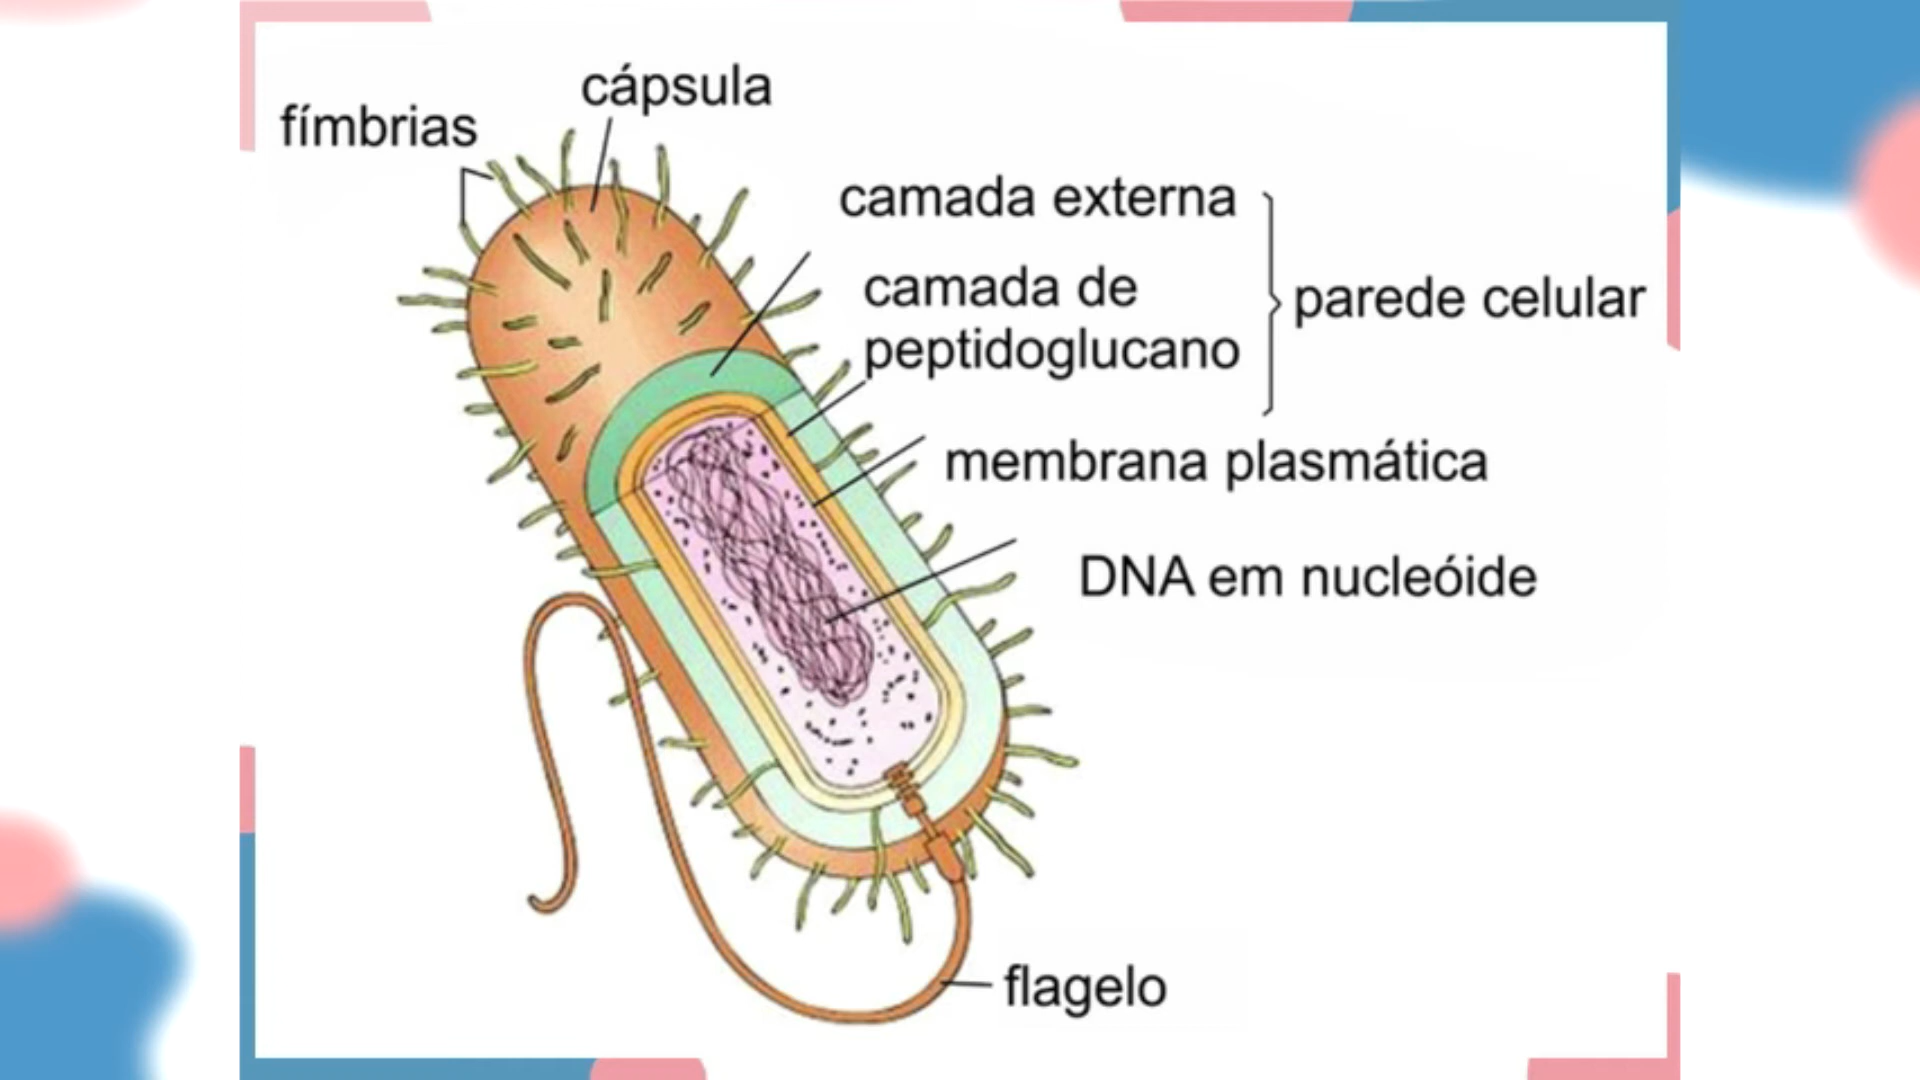 cápsula
fímbrias
camada externa
camada de
peptidoglucano
parede celular
membrana plasmática
DNA em nucleóide
flagelo